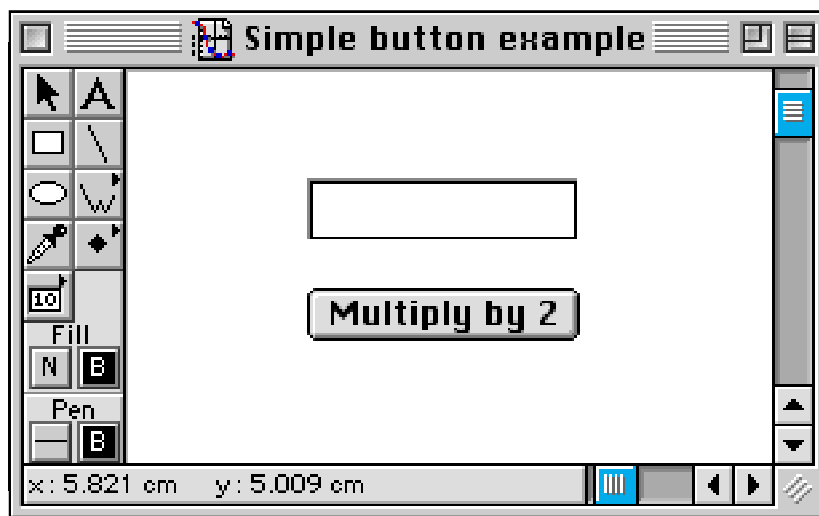 Simple button example
A
10
Fill
N B
Pen
B
Multiply by 2
x: 5.821 cm y: 5.009 cm